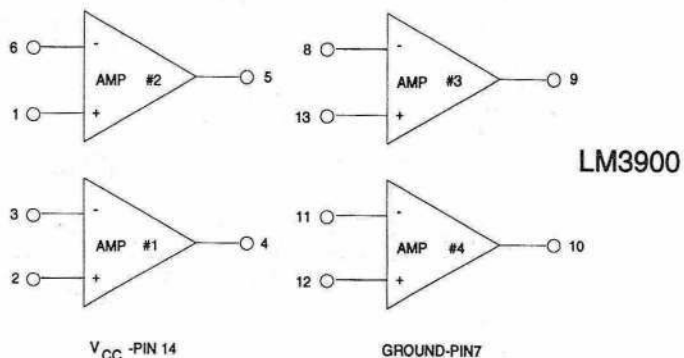 6 - AMP #2 5
1 +
8 - AMP #3 9
13 +
LM3900
3 - AMP #1 4
2 +
11 - AMP #4 10
12 +
VCC -PIN 14
GROUND-PIN7